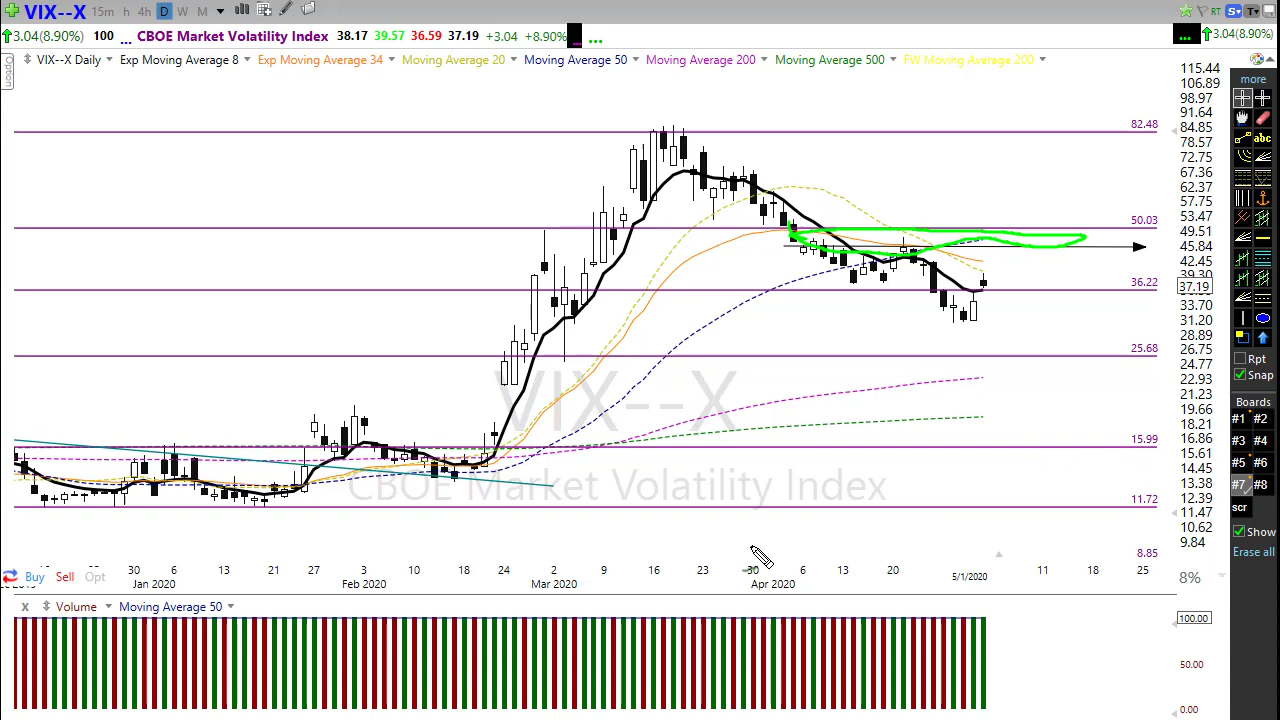 VIX--X 15m h 4h D W M RT S T
3.04(8.90%) 100 ... CBOE Market Volatility Index 38.17 39.57 36.59 37.19 +3.04 +8.90% ... ... 3.04(8.90%)
Option
VIX--X Daily Exp Moving Average 8 Exp Moving Average 34 Moving Average 20 Moving Average 50 Moving Average 200 Moving Average 500 FW Moving Average 200
115.44
106.89
98.97
91.64
84.85
78.57
72.75
67.36
62.37
57.75
53.47
49.51
45.84
42.45
39.30
37.19
33.70
31.20
28.89
26.75
24.77
22.93
21.23
19.66
18.21
16.86
15.61
14.45
13.38
12.39
11.47
10.62
9.84
82.48
50.03
36.22
25.68
15.99
11.72
8.85
VIX--X
CBOE Market Volatility Index
30 6 13 21 27 3 10 18 24 2 9 16 23 30 6 13 20 5/1/2020 11 18 25
Jan 2020 Feb 2020 Mar 2020 Apr 2020
Buy Sell Opt
8%
x Volume Moving Average 50
100.00
50.00
0.00
more
abc
Rpt
Snap
Boards
#1 #2
#3 #4
#5 #6
#7 #8
scr
Show
Erase all